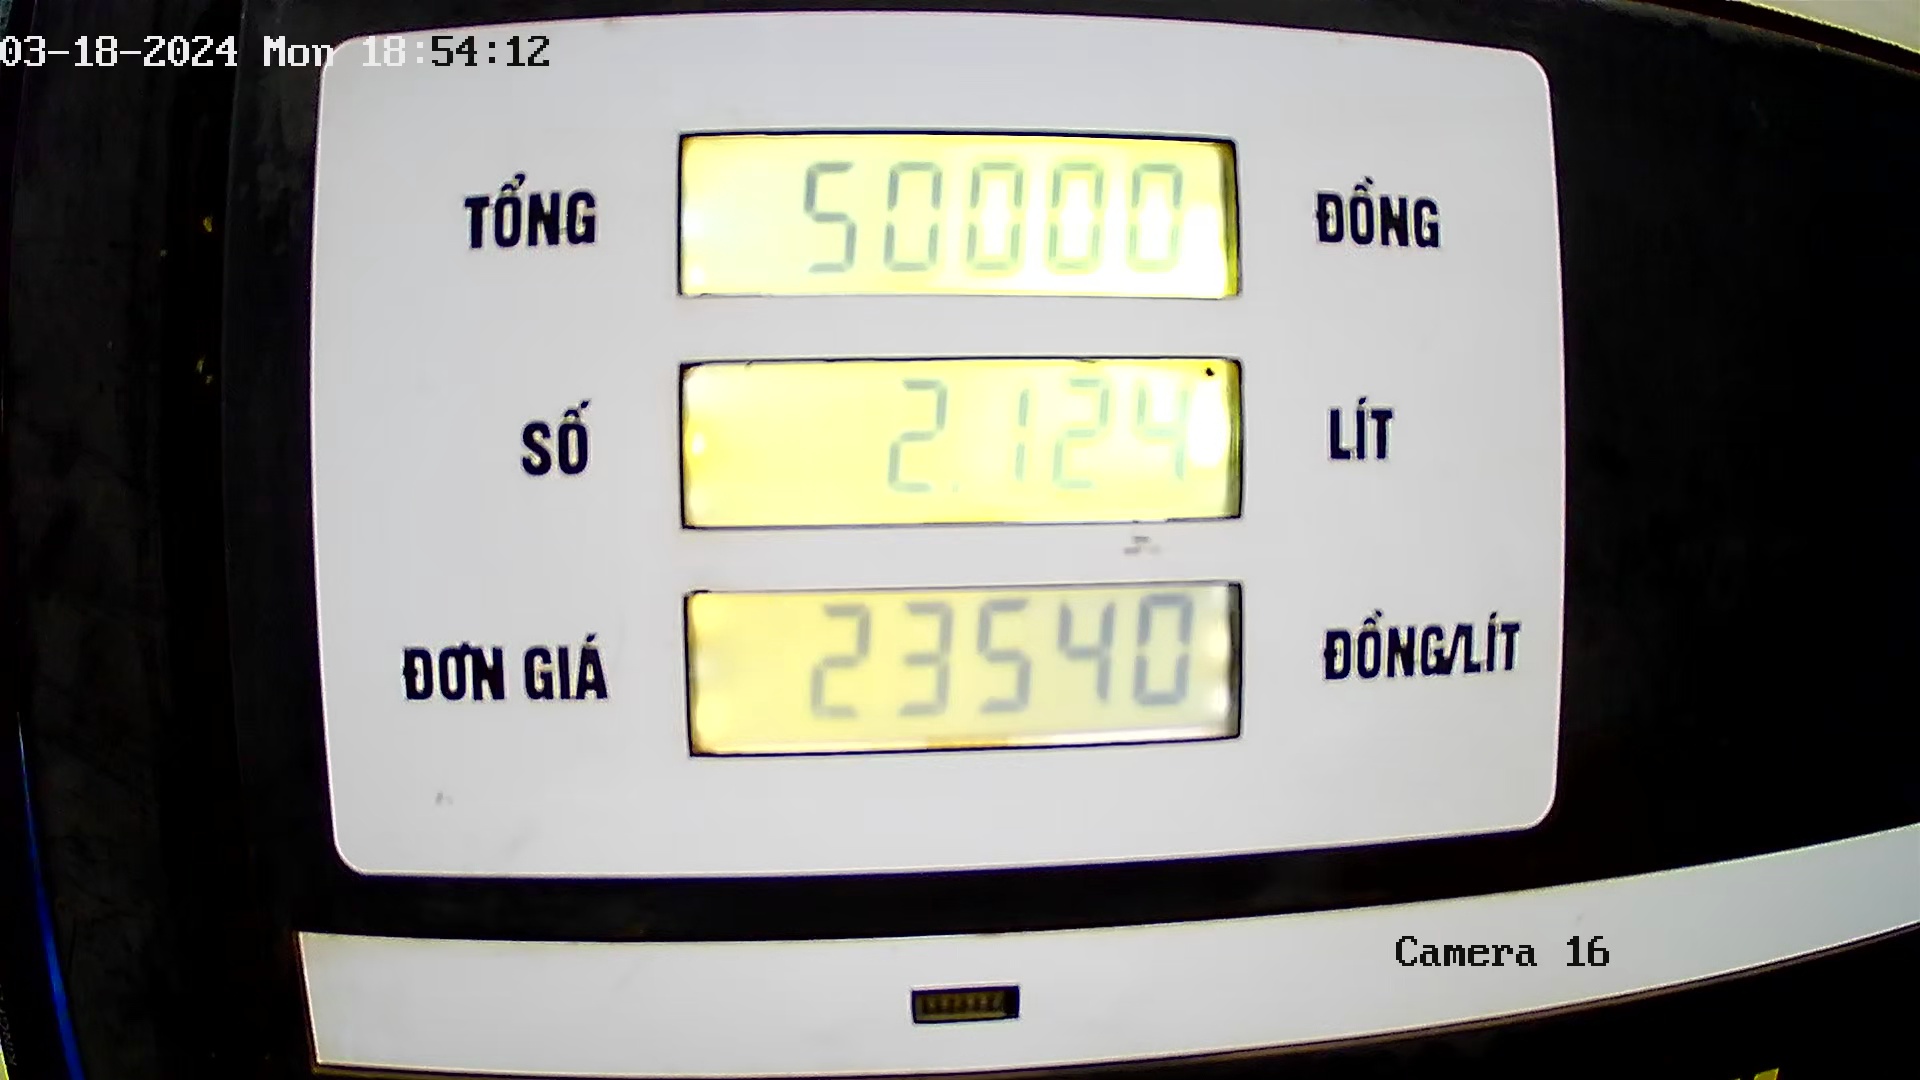 03-18-2024 Mon 18:54:12
TỔNG 50000 ĐỒNG
SỐ 2.124 LÍT
ĐƠN GIÁ 23540 ĐỒNG/LÍT
Camera 16